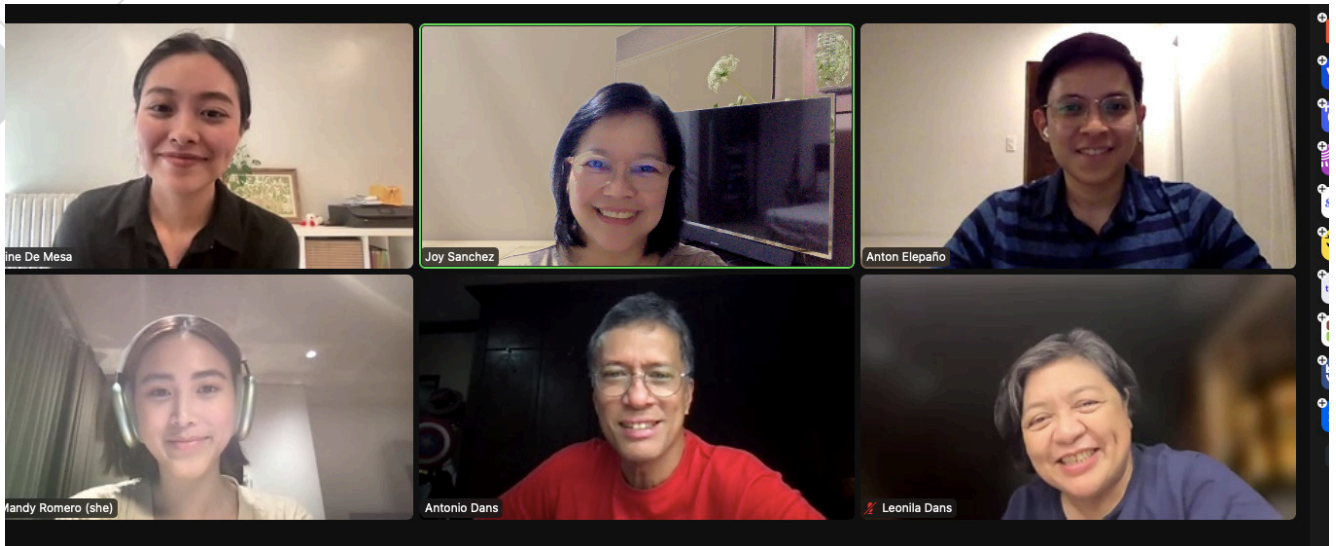 ine De Mesa
Joy Sanchez
Anton Elepaño
Mandy Romero (she)
Antonio Dans
Leonila Dans